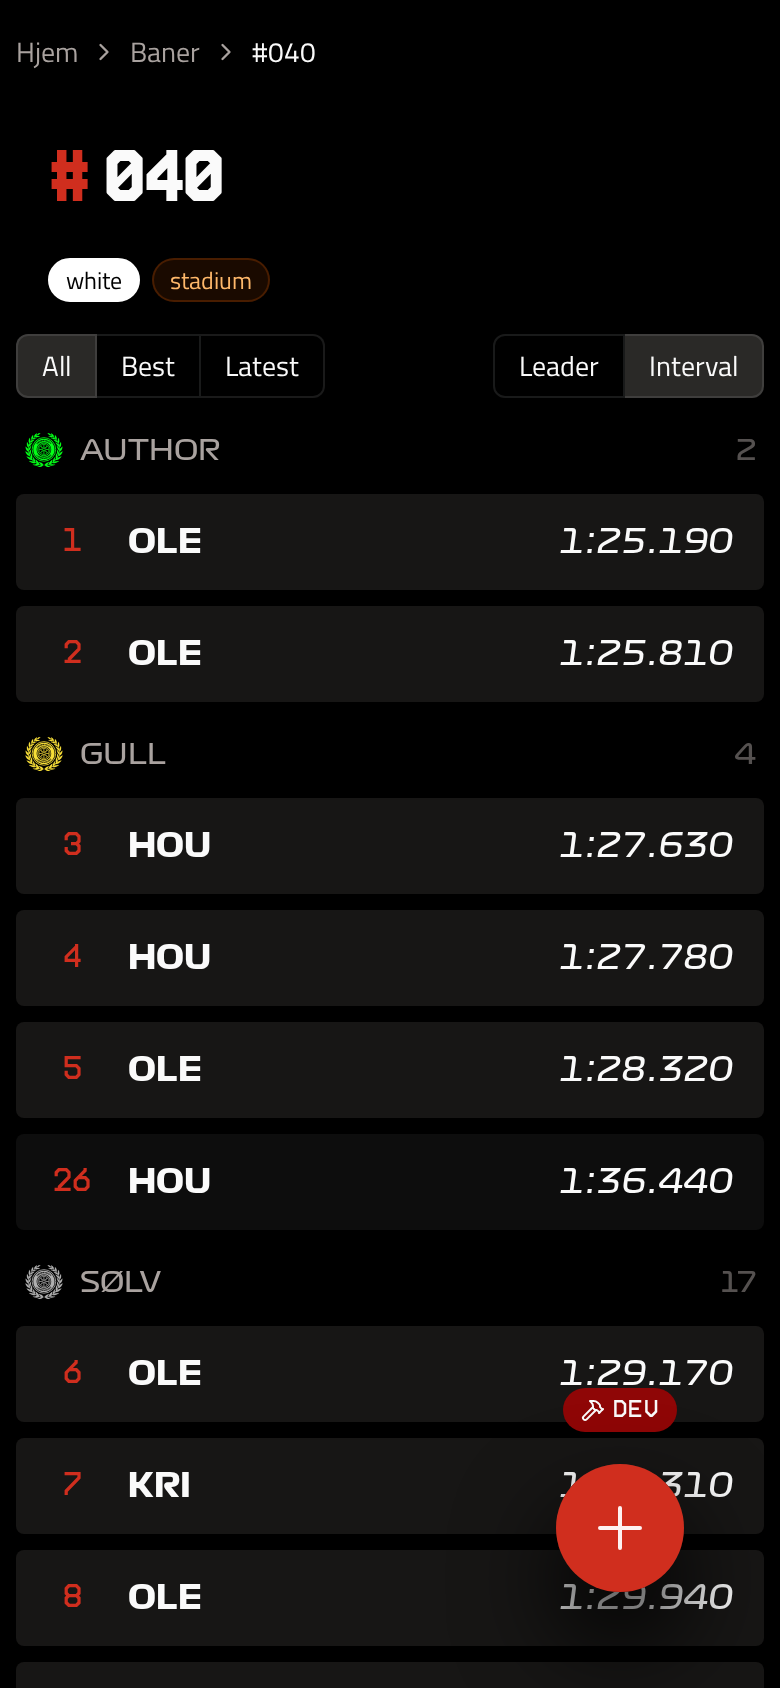 Hjem > Baner > #040
# 040
white stadium
All Best Latest Leader Interval
AUTHOR 2
1 OLE 1:25.190
2 OLE 1:25.810
GULL 4
3 HOU 1:27.630
4 HOU 1:27.780
5 OLE 1:28.320
26 HOU 1:36.440
SØLV 17
6 OLE 1:29.170
DEV
7 KRI
8 OLE 1:29.940